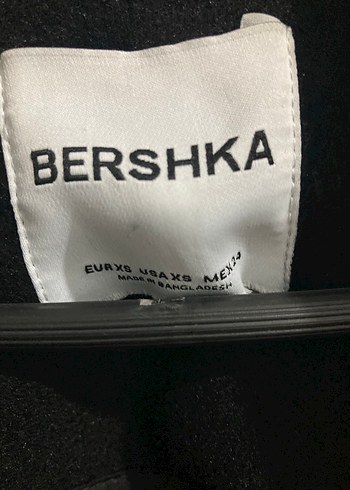 BERSHKA
EUR XS USA XS MEX 24
MADE IN BANGLADESH